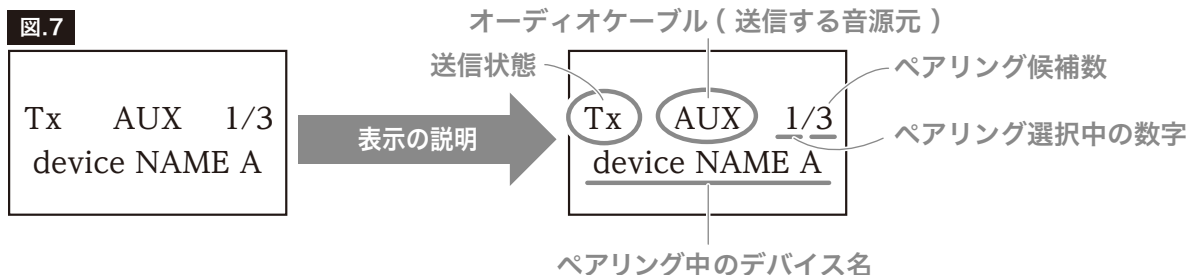 図.7
オーディオケーブル ( 送信する音源元 )
送信状態
ペアリング候補数
Tx AUX 1/3
device NAME A
表示の説明
Tx AUX 1/3
device NAME A
ペアリング選択中の数字
ペアリング中のデバイス名